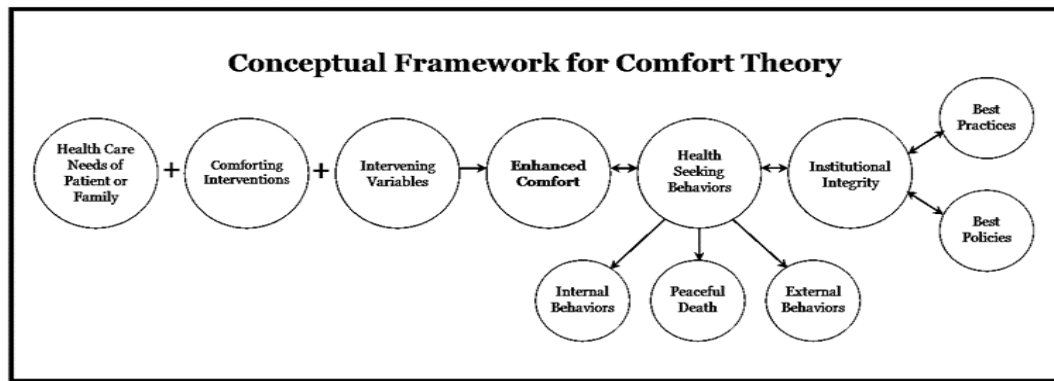 Conceptual Framework for Comfort Theory
Health Care
Needs of
Patient or
Family
+
Comforting
Interventions
+
Intervening
Variables
Enhanced
Comfort
Health
Seeking
Behaviors
Institutional
Integrity
Best
Practices
Best
Policies
Internal
Behaviors
Peaceful
Death
External
Behaviors